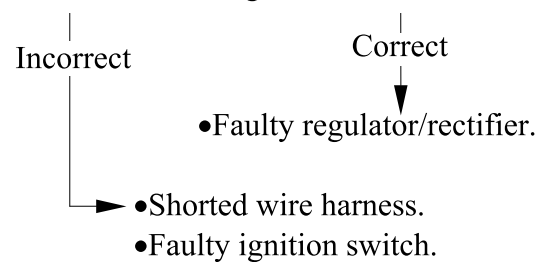 Incorrect
Correct
•Faulty regulator/rectifier.
•Shorted wire harness.
•Faulty ignition switch.